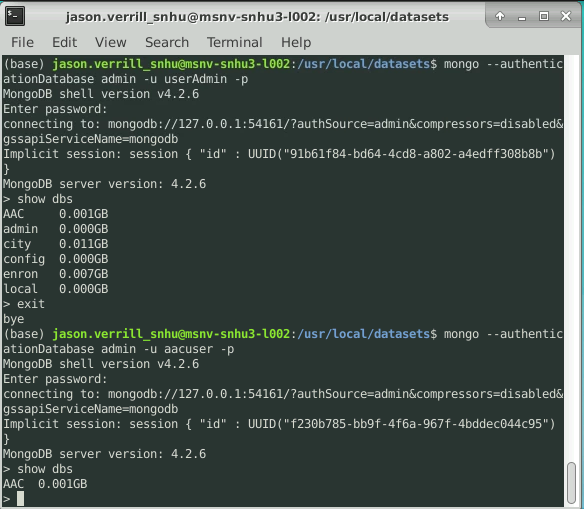 jason.verrill_snhu@msnv-snhu3-l002: /usr/local/datasets
File Edit View Search Terminal Help
(base) jason.verrill_snhu@msnv-snhu3-l002:/usr/local/datasets$ mongo --authentic
ationDatabase admin -u userAdmin -p
MongoDB shell version v4.2.6
Enter password:
connecting to: mongodb://127.0.0.1:54161/?authSource=admin&compressors=disabled&
gssapiServiceName=mongodb
Implicit session: session { "id" : UUID("91b61f84-bd64-4cd8-a802-a4edff308b8b")
}
MongoDB server version: 4.2.6
> show dbs
AAC     0.001GB
admin   0.000GB
city    0.011GB
config  0.000GB
enron   0.007GB
local   0.000GB
> exit
bye
(base) jason.verrill_snhu@msnv-snhu3-l002:/usr/local/datasets$ mongo --authentic
ationDatabase admin -u aacuser -p
MongoDB shell version v4.2.6
Enter password:
connecting to: mongodb://127.0.0.1:54161/?authSource=admin&compressors=disabled&
gssapiServiceName=mongodb
Implicit session: session { "id" : UUID("f230b785-bb9f-4f6a-967f-4bddec044c95")
}
MongoDB server version: 4.2.6
> show dbs
AAC  0.001GB
>